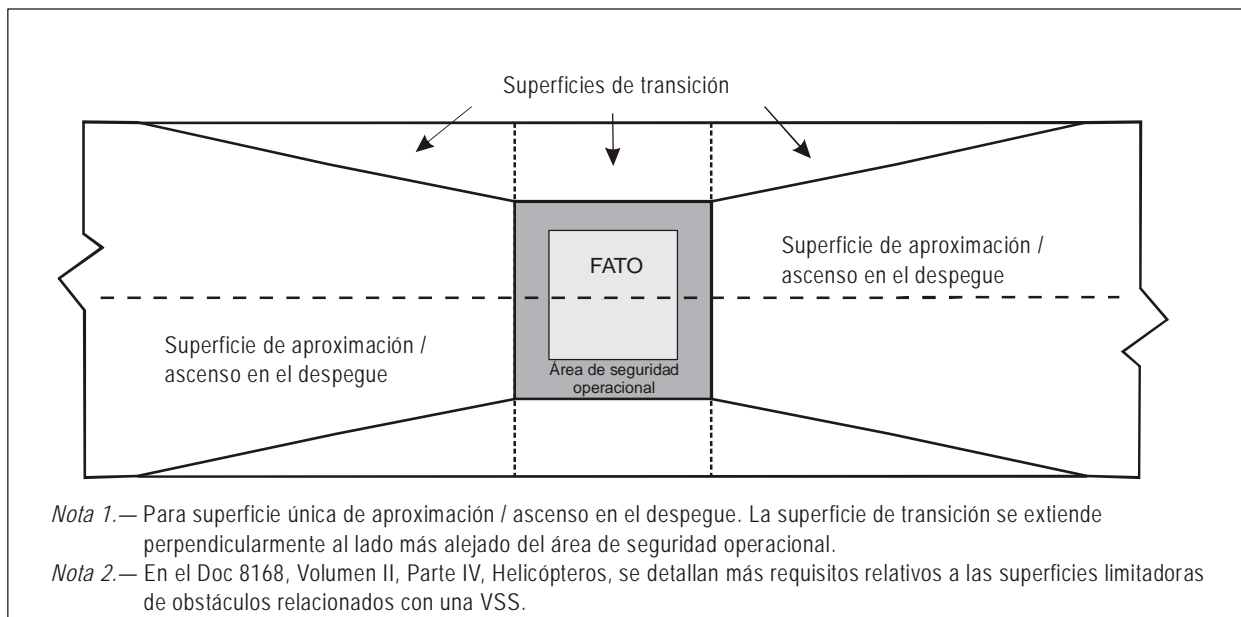 Superficies de transición
FATO
Superficie de aproximación /
ascenso en el despegue
Superficie de aproximación /
ascenso en el despegue
Área de seguridad
operacional
Nota 1.— Para superficie única de aproximación / ascenso en el despegue. La superficie de transición se extiende
perpendicularmente al lado más alejado del área de seguridad operacional.
Nota 2.— En el Doc 8168, Volumen II, Parte IV, Helicópteros, se detallan más requisitos relativos a las superficies limitadoras
de obstáculos relacionados con una VSS.